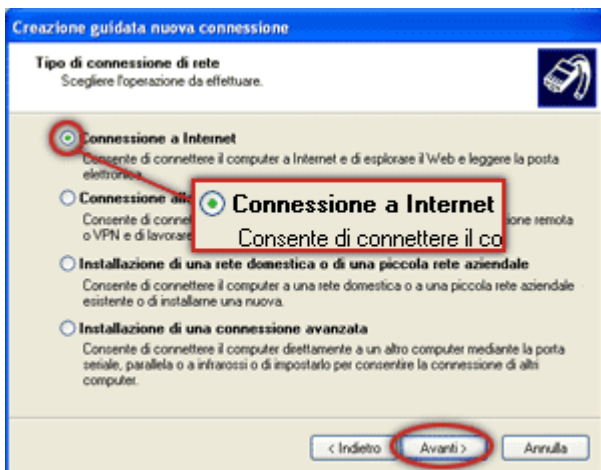 Creazione guidata nuova connessione
Tipo di connessione di rete
Scegliere l'operazione da effettuare.
Connessione a Internet
Consente di connettere il computer a Internet e di esplorare il Web e leggere la posta
elettronica.
Connessione alle
Consente di connet ione remota
o VPN e di lavorare
Connessione a Internet
Consente di connettere il co
Installazione di una rete domestica o di una piccola rete aziendale
Consente di connettere il computer a una rete domestica o a una piccola rete aziendale
esistente o di installarne una nuova.
Installazione di una connessione avanzata
Consente di connettere il computer direttamente a un altro computer mediante la porta
seriale, parallela o a infrarossi o di impostarlo per consentire la connessione di altri
computer.
< Indietro Avanti > Annulla